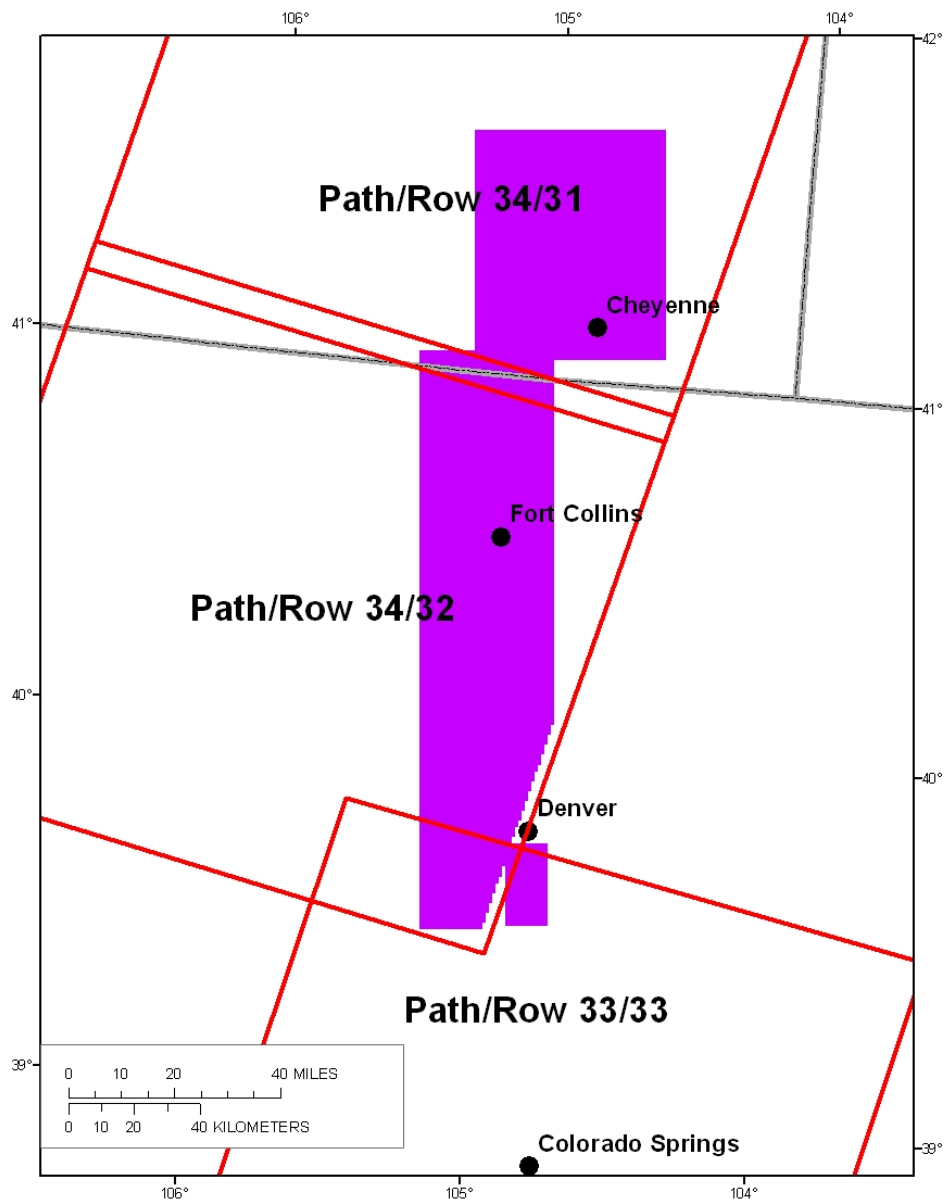 106°
105°
104°
42°
Path/Row 34/31
Cheyenne
41°
41°
Fort Collins
Path/Row 34/32
40°
40°
Denver
Path/Row 33/33
39°
0 10 20 40 MILES
0 10 20 40 KILOMETERS
Colorado Springs
39°
106°
105°
104°